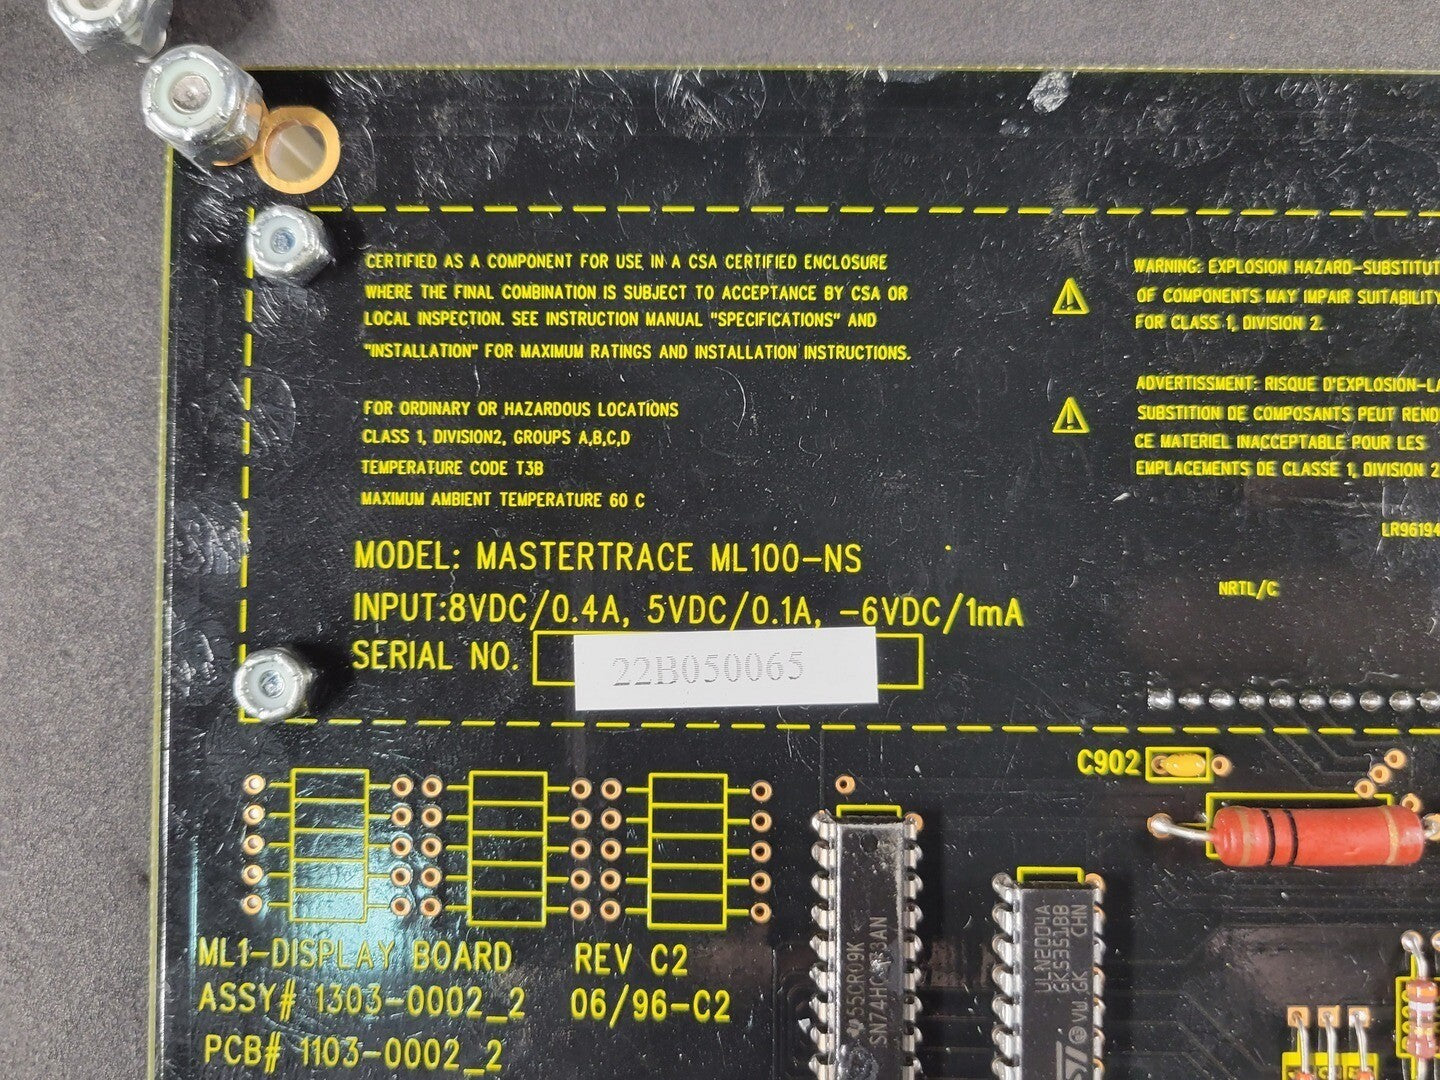 CERTIFIED AS A COMPONENT FOR USE IN A CSA CERTIFIED ENCLOSURE
WHERE THE FINAL COMBINATION IS SUBJECT TO ACCEPTANCE BY CSA OR
LOCAL INSPECTION. SEE INSTRUCTION MANUAL "SPECIFICATIONS" AND
"INSTALLATION" FOR MAXIMUM RATINGS AND INSTALLATION INSTRUCTIONS.
FOR ORDINARY OR HAZARDOUS LOCATIONS
CLASS 1, DIVISION2, GROUPS A,B,C,D
TEMPERATURE CODE T3B
MAXIMUM AMBIENT TEMPERATURE 60 C
WARNING: EXPLOSION HAZARD-SUBSTITUT
OF COMPONENTS MAY IMPAIR SUITABILITY
FOR CLASS 1, DIVISION 2.
ADVERTISSMENT: RISQUE D'EXPLOSION-LA
SUBSTITION DE COMPOSANTS PEUT REND
CE MATERIEL INACCEPTABLE POUR LES
EMPLACEMENTS DE CLASSE 1, DIVISION 2
LR96194
NRTL/C
MODEL: MASTERTRACE ML100-NS
INPUT:8VDC/0.4A, 5VDC/0.1A, -6VDC/1mA
SERIAL NO. 22B050065
C902
ML1-DISPLAY BOARD REV C2
ASSY# 1303-0002_2 06/96-C2
PCB# 1103-0002_2
55CR09K
ULN2004A
GK53518B
VW GK CHN